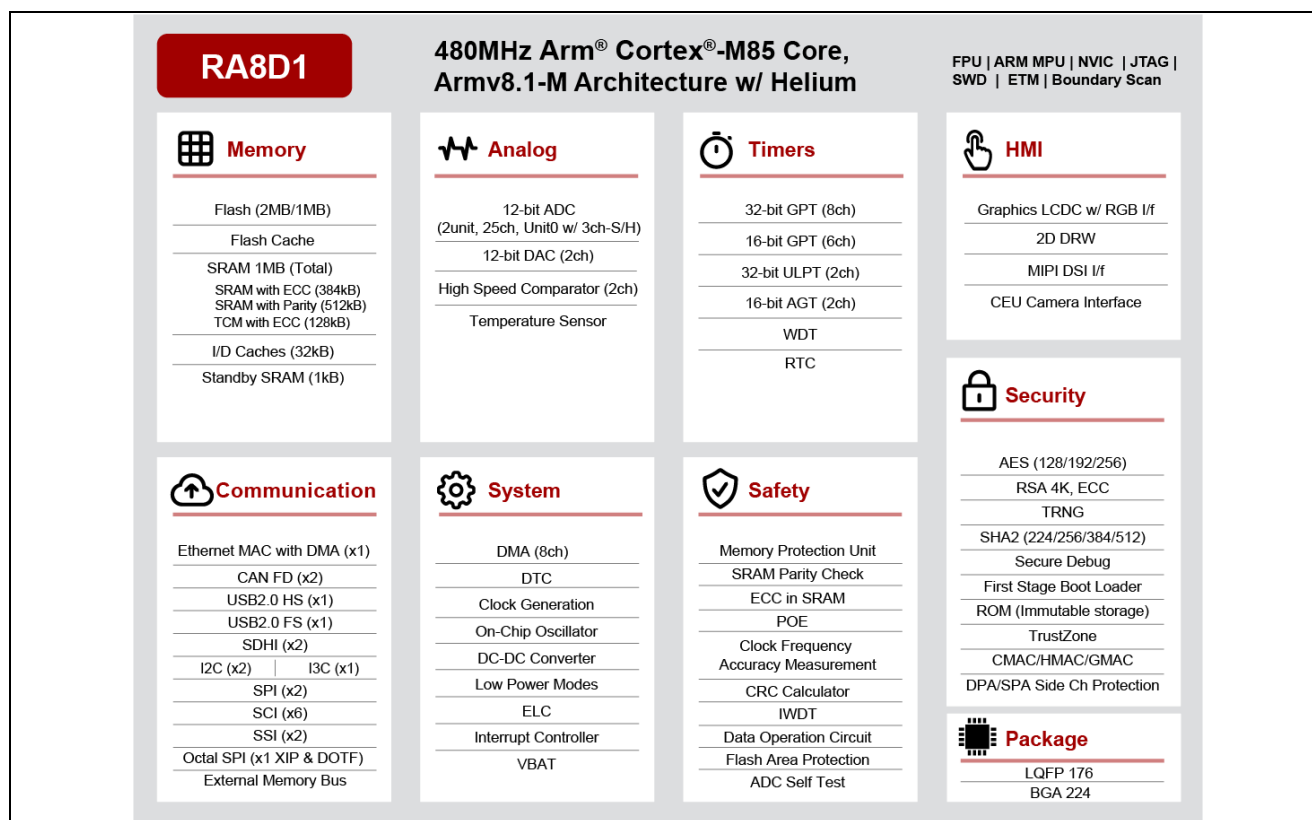 RA8D1
480MHz Arm® Cortex®-M85 Core,
Armv8.1-M Architecture w/ Helium
FPU | ARM MPU | NVIC | JTAG |
SWD | ETM | Boundary Scan
Memory
Flash (2MB/1MB)
Flash Cache
SRAM 1MB (Total)
SRAM with ECC (384kB)
SRAM with Parity (512kB)
TCM with ECC (128kB)
I/D Caches (32kB)
Standby SRAM (1kB)
Analog
12-bit ADC
(2unit, 25ch, Unit0 w/ 3ch-S/H)
12-bit DAC (2ch)
High Speed Comparator (2ch)
Temperature Sensor
Timers
32-bit GPT (8ch)
16-bit GPT (6ch)
32-bit ULPT (2ch)
16-bit AGT (2ch)
WDT
RTC
HMI
Graphics LCDC w/ RGB I/f
2D DRW
MIPI DSI I/f
CEU Camera Interface
Communication
Ethernet MAC with DMA (x1)
CAN FD (x2)
USB2.0 HS (x1)
USB2.0 FS (x1)
SDHI (x2)
I2C (x2) | I3C (x1)
SPI (x2)
SCI (x6)
SSI (x2)
Octal SPI (x1 XIP & DOTF)
External Memory Bus
System
DMA (8ch)
DTC
Clock Generation
On-Chip Oscillator
DC-DC Converter
Low Power Modes
ELC
Interrupt Controller
VBAT
Safety
Memory Protection Unit
SRAM Parity Check
ECC in SRAM
POE
Clock Frequency
Accuracy Measurement
CRC Calculator
IWDT
Data Operation Circuit
Flash Area Protection
ADC Self Test
Security
AES (128/192/256)
RSA 4K, ECC
TRNG
SHA2 (224/256/384/512)
Secure Debug
First Stage Boot Loader
ROM (Immutable storage)
TrustZone
CMAC/HMAC/GMAC
DPA/SPA Side Ch Protection
Package
LQFP 176
BGA 224